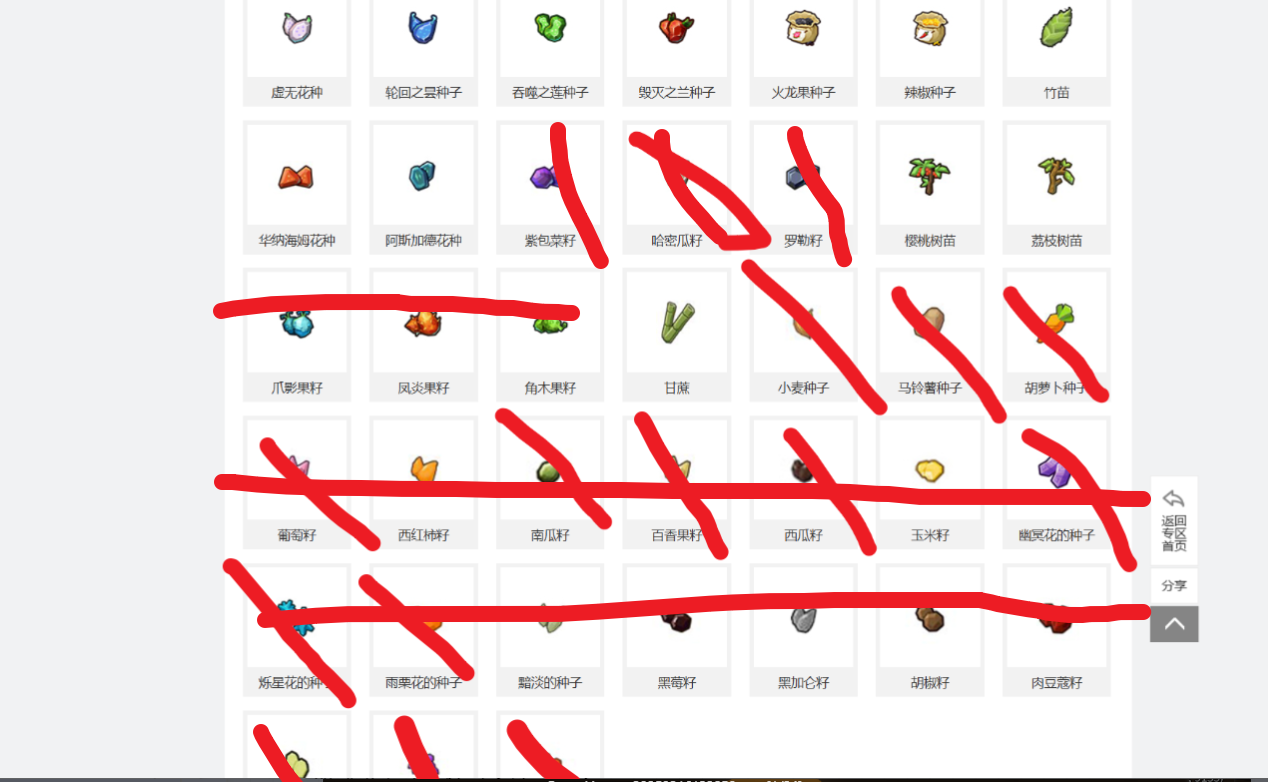 虚无花种 轮回之昙种子 吞噬之莲种子 毁灭之兰种子 火龙果种子 辣椒种子 竹苗
华纳海姆花种 阿斯加德花种 紫包菜籽 哈密瓜籽 罗勒籽 樱桃树苗 荔枝树苗
爪影果籽 凤炎果籽 角木果籽 甘蔗 小麦种子 马铃薯种子 胡萝卜种子
葡萄籽 西红柿籽 南瓜籽 百香果籽 西瓜籽 玉米籽 幽冥花的种子
返回
专区
首页
分享
烁星花的种子 雨栗花的种子 黯淡的种子 黑莓籽 黑加仑籽 胡椒籽 肉豆蔻籽